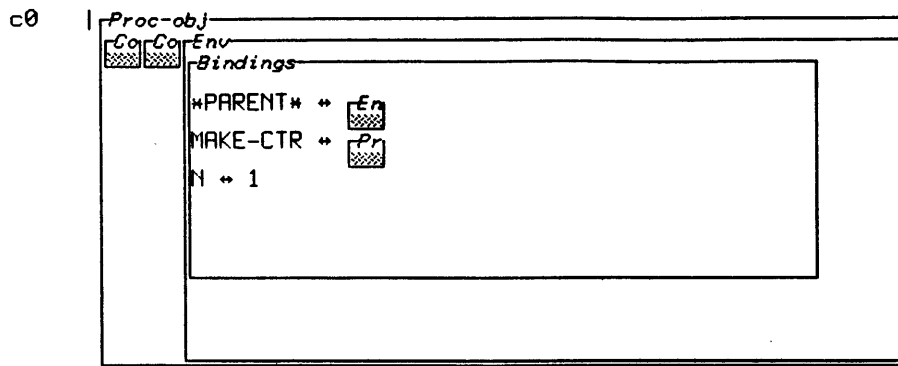 c0 | Proc-obj
Co Co Env
Bindings
*PARENT* ↔ En
MAKE-CTR ↔ Pr
N ↔ 1